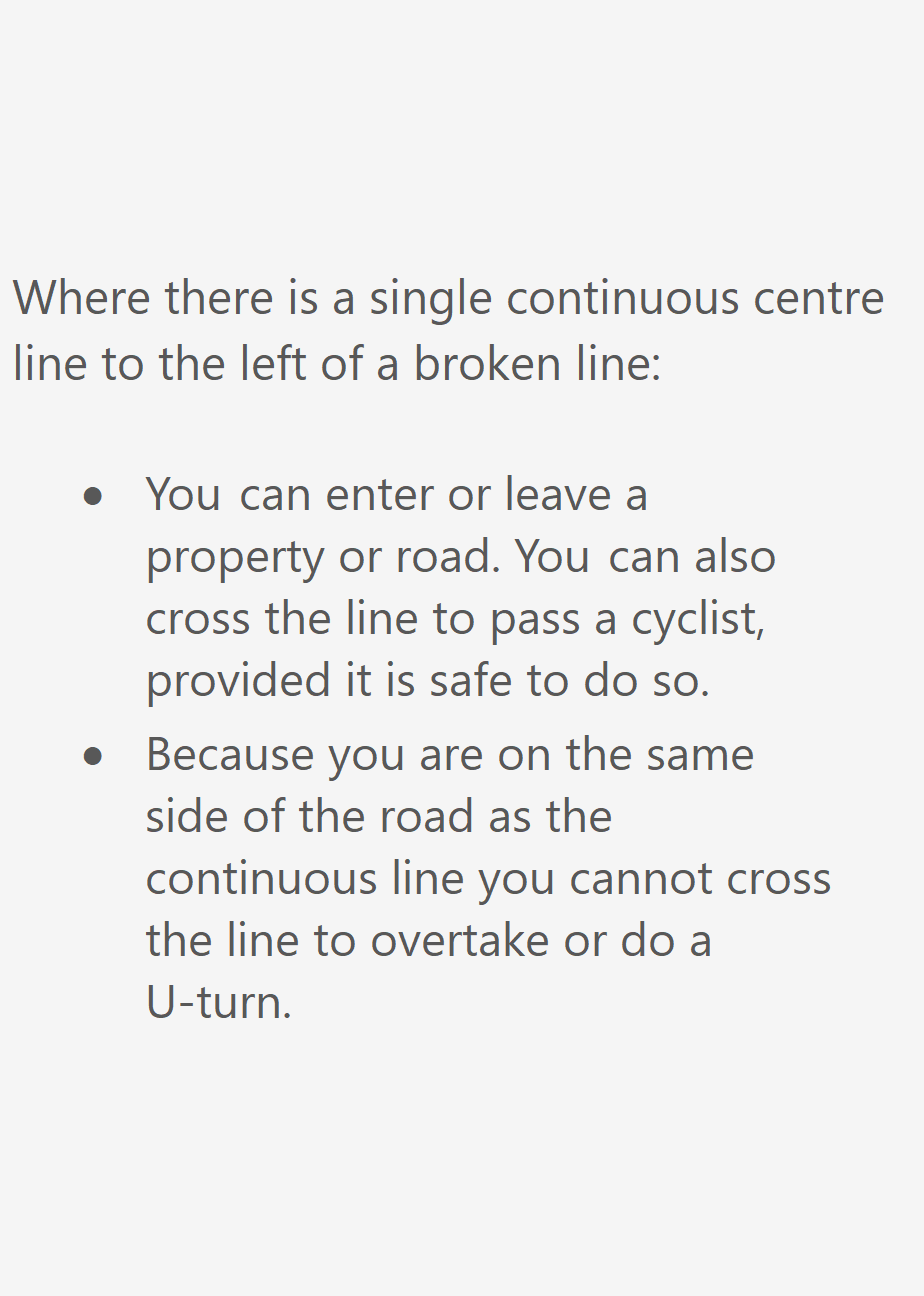 Where there is a single continuous centre
line to the left of a broken line:
● You can enter or leave a
property or road. You can also
cross the line to pass a cyclist,
provided it is safe to do so.
● Because you are on the same
side of the road as the
continuous line you cannot cross
the line to overtake or do a
U-turn.